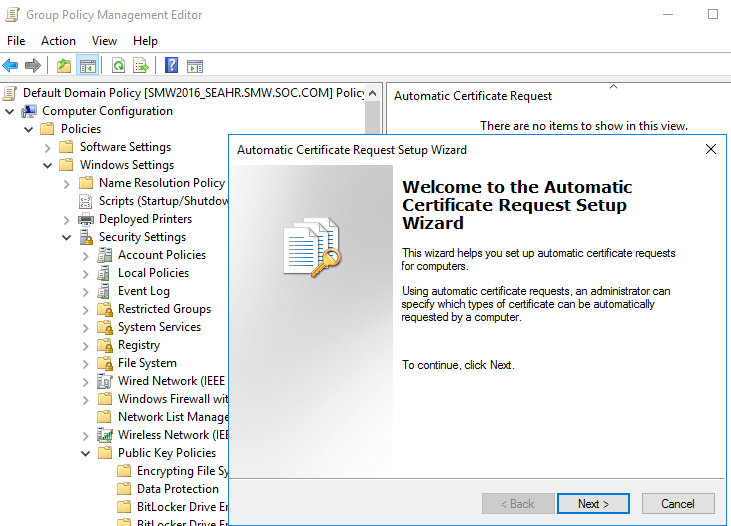 Group Policy Management Editor
File Action View Help
Default Domain Policy [SMW2016_SEAHR.SMW.SOC.COM] Policy
Computer Configuration
Policies
Software Settings
Windows Settings
Name Resolution Policy
Scripts (Startup/Shutdow
Deployed Printers
Security Settings
Account Policies
Local Policies
Event Log
Restricted Groups
System Services
Registry
File System
Wired Network (IEEE
Windows Firewall wit
Network List Manage
Wireless Network (IEE
Public Key Policies
Encrypting File Sy
Data Protection
BitLocker Drive Er
BitLocker Drive Er
Automatic Certificate Request
There are no items to show in this view.
Automatic Certificate Request Setup Wizard
Welcome to the Automatic
Certificate Request Setup
Wizard
This wizard helps you set up automatic certificate requests
for computers.
Using automatic certificate requests, an administrator can
specify which types of certificate can be automatically
requested by a computer.
To continue, click Next.
< Back Next > Cancel